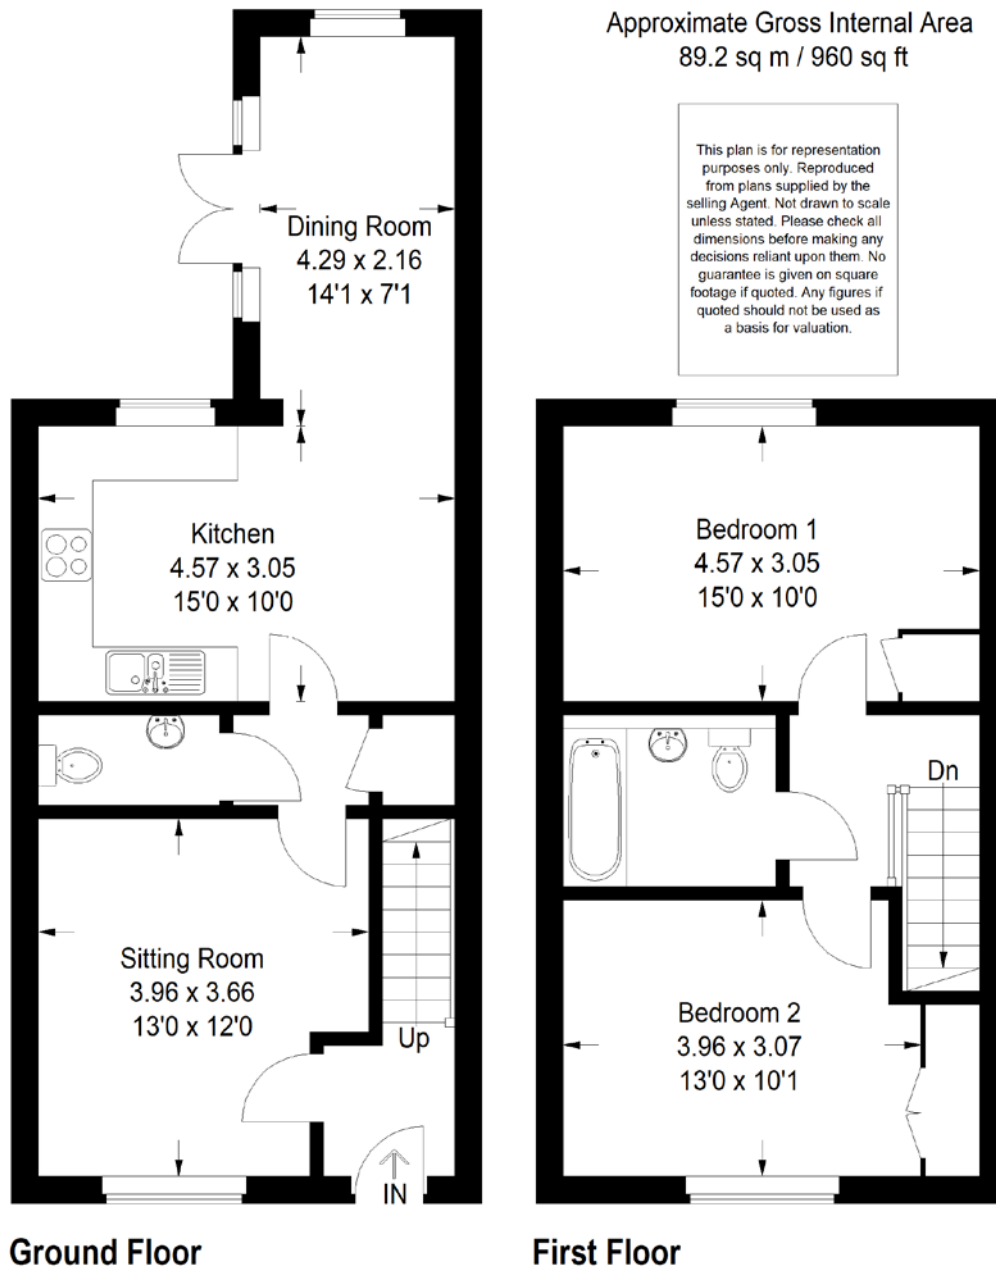 Approximate Gross Internal Area
89.2 sq m / 960 sq ft
This plan is for representation
purposes only. Reproduced
from plans supplied by the
selling Agent. Not drawn to scale
unless stated. Please check all
dimensions before making any
decisions reliant upon them. No
guarantee is given on square
footage if quoted. Any figures if
quoted should not be used as
a basis for valuation.
Dining Room
4.29 x 2.16
14'1 x 7'1
Kitchen
4.57 x 3.05
15'0 x 10'0
Sitting Room
3.96 x 3.66
13'0 x 12'0
Up
IN
Ground Floor
Bedroom 1
4.57 x 3.05
15'0 x 10'0
Dn
Bedroom 2
3.96 x 3.07
13'0 x 10'1
First Floor